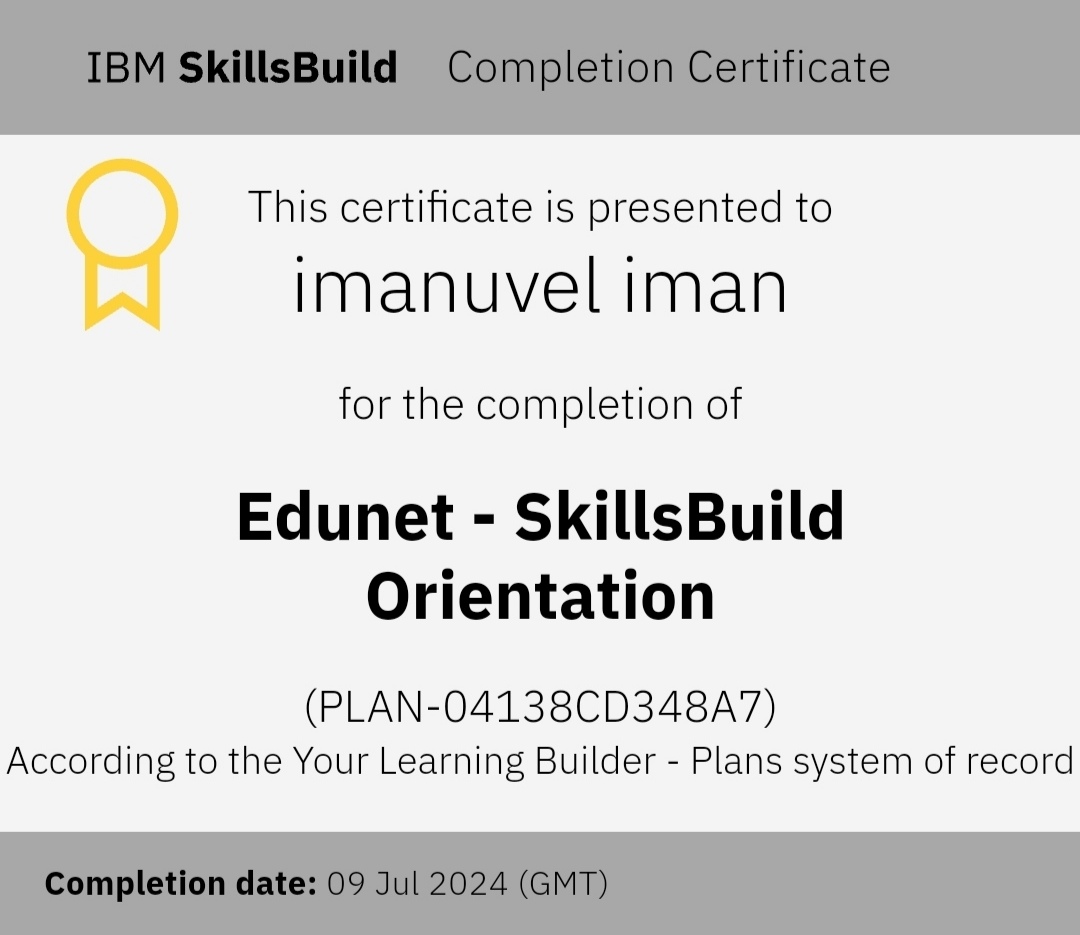 IBM SkillsBuild Completion Certificate
This certificate is presented to
imanuvel iman
for the completion of
Edunet - SkillsBuild
Orientation
(PLAN-04138CD348A7)
According to the Your Learning Builder - Plans system of record
Completion date: 09 Jul 2024 (GMT)